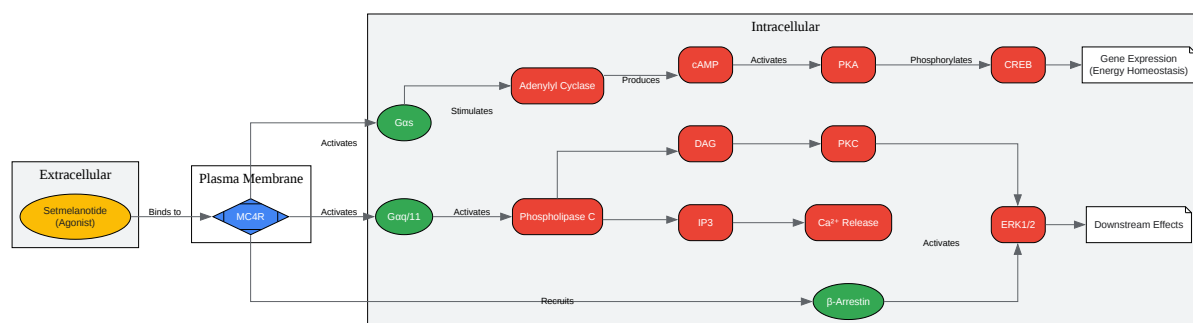 Intracellular
Gene Expression
(Energy Homeostasis)
cAMP
Activates
PKA
Phosphorylates
CREB
Adenylyl Cyclase
Produces
Stimulates
Gαs
Activates
DAG
PKC
Extracellular
Plasma Membrane
Setmelanotide
(Agonist)
Binds to
MC4R
Activates
Gαq/11
Activates
Phospholipase C
IP3
Ca²⁺ Release
ERK1/2
Downstream Effects
Activates
Recruits
β-Arrestin